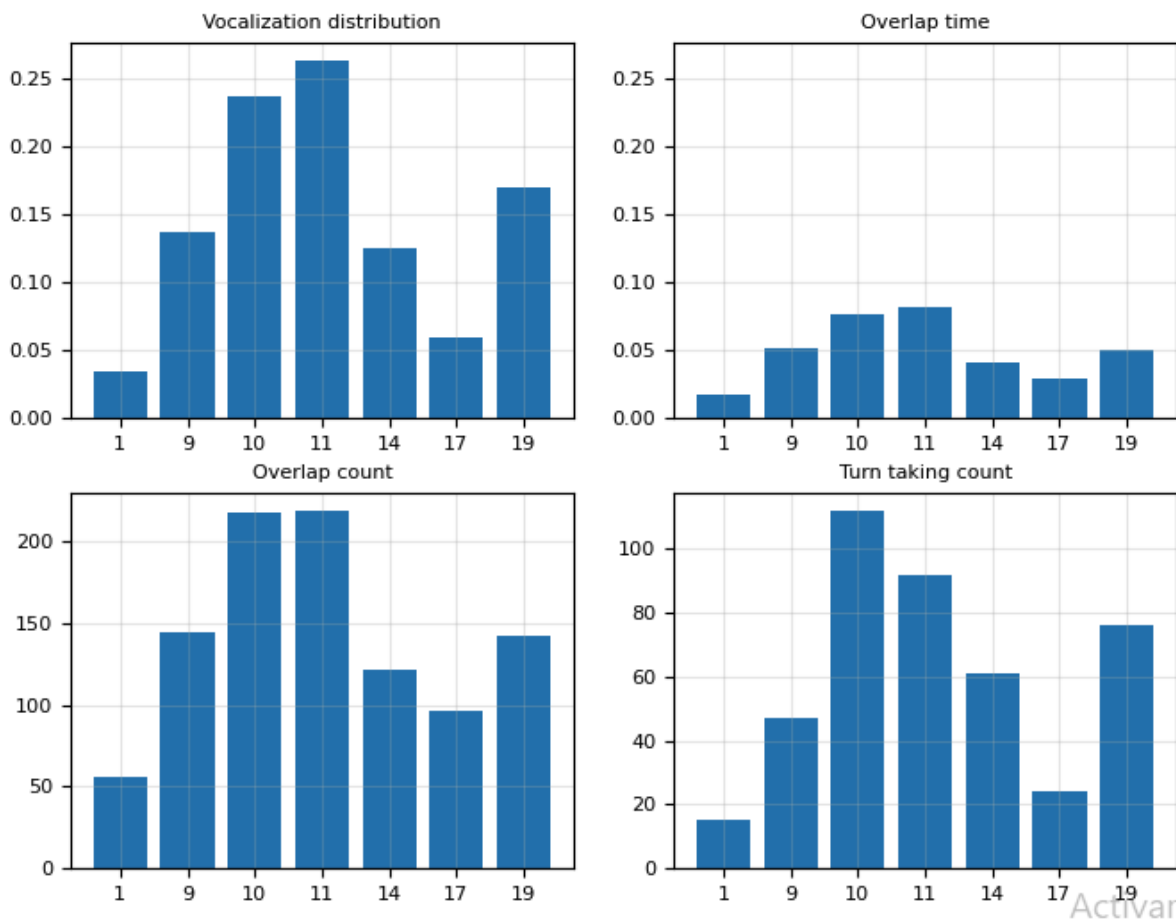 Vocalization distribution
0.25
0.20
0.15
0.10
0.05
0.00
1 9 10 11 14 17 19
Overlap time
0.25
0.20
0.15
0.10
0.05
0.00
1 9 10 11 14 17 19
Overlap count
200
150
100
50
0
1 9 10 11 14 17 19
Turn taking count
100
80
60
40
20
0
1 9 10 11 14 17 19
Activar